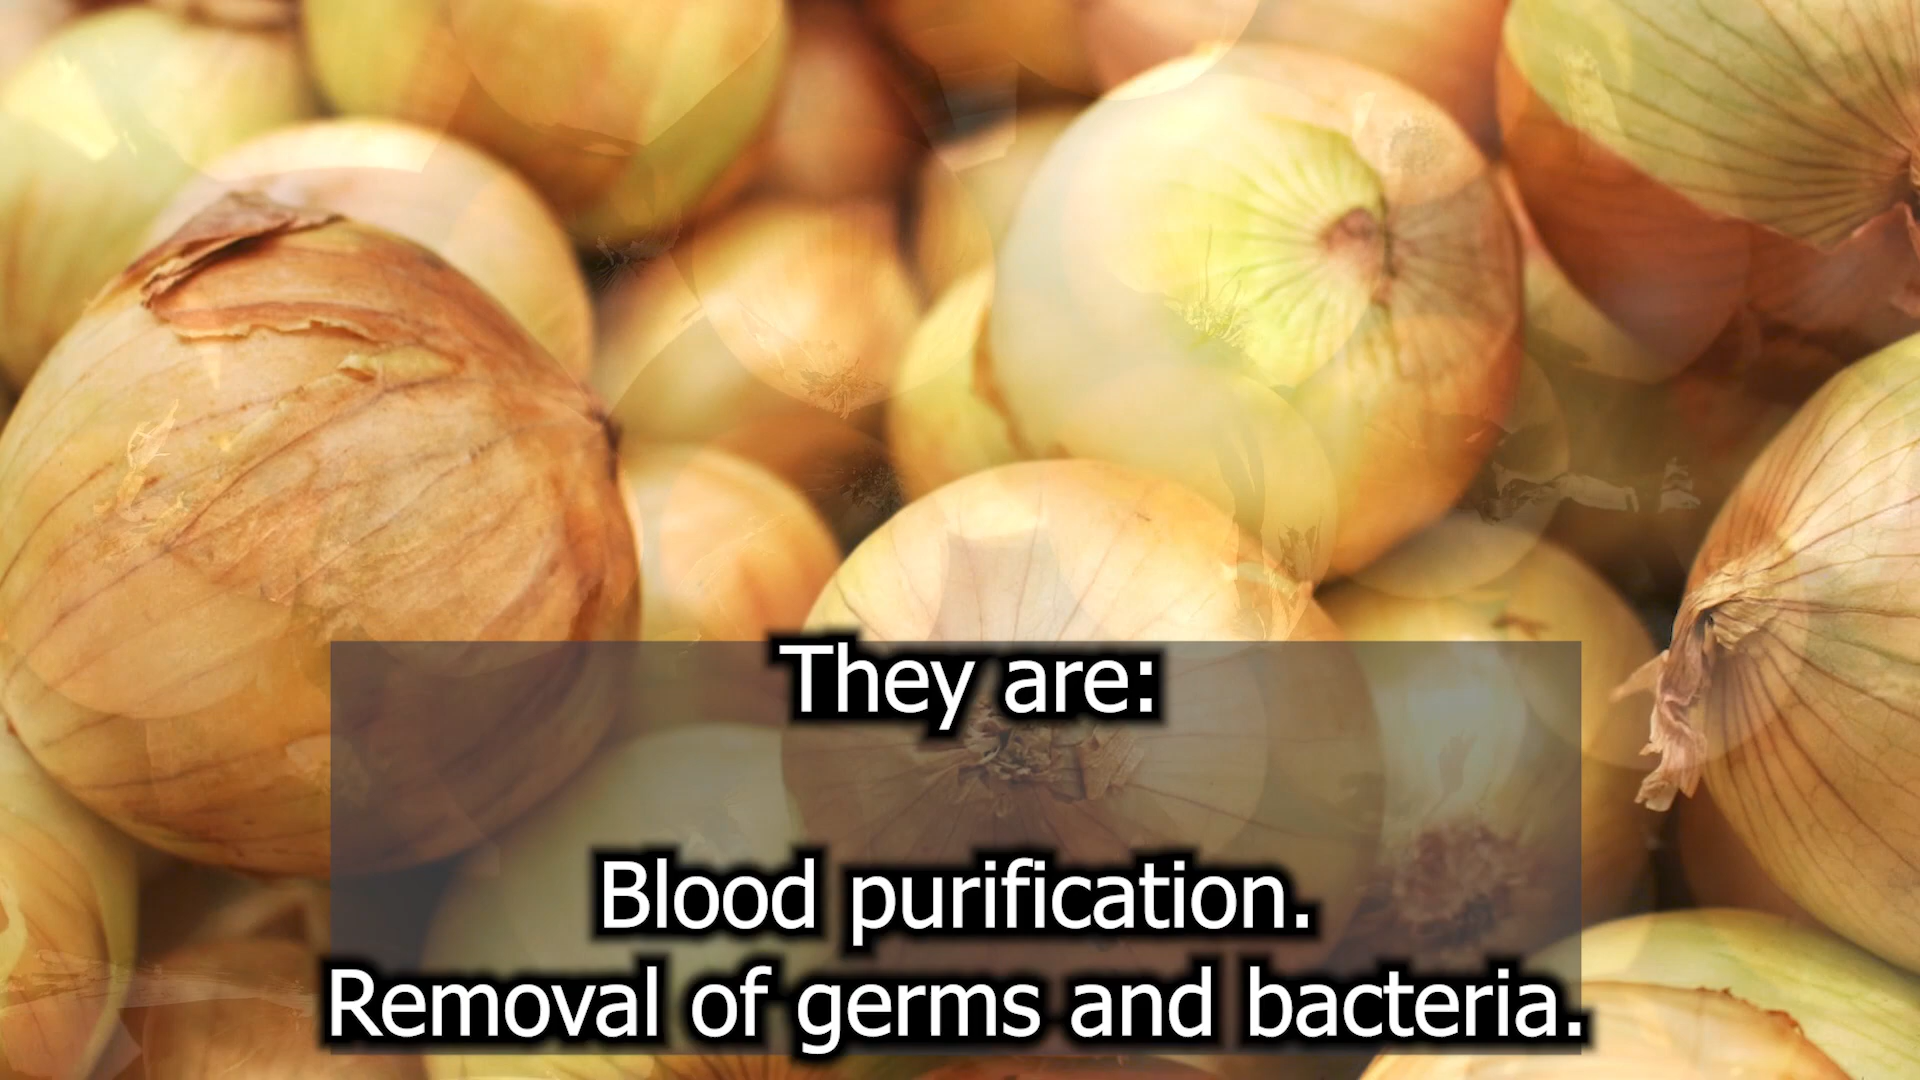 They are:
Blood purification.
Removal of germs and bacteria.